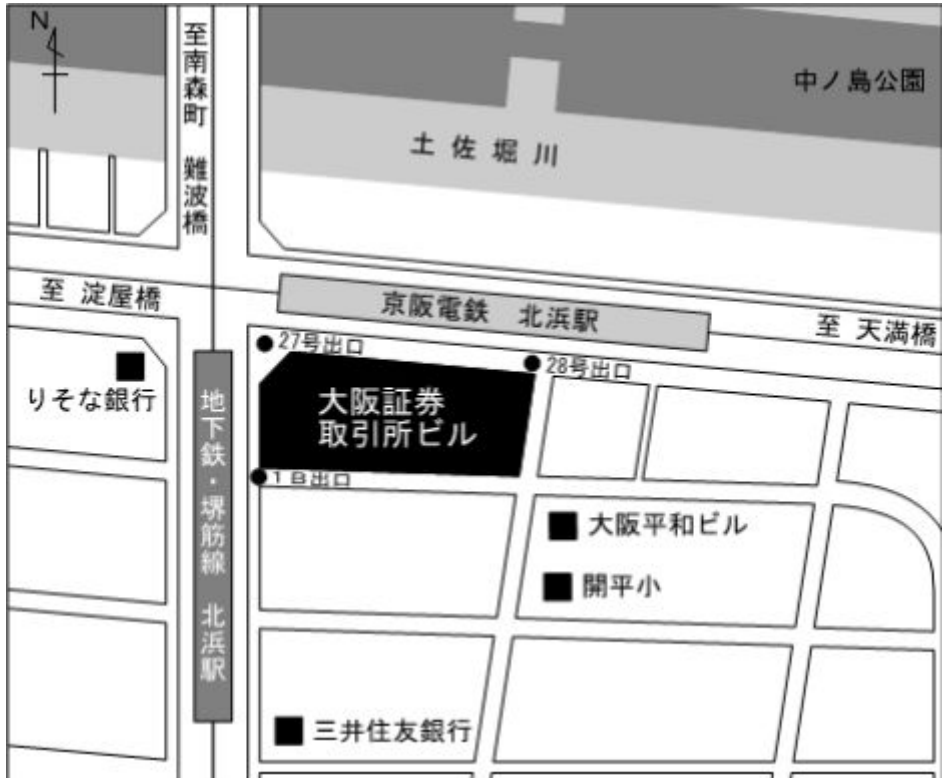 N
至南森町 難波橋
中ノ島公園
土佐堀川
至 淀屋橋
京阪電鉄 北浜駅
至 天満橋
27号出口
28号出口
りそな銀行
大阪証券
取引所ビル
地下鉄・堺筋線 北浜駅
1B出口
大阪平和ビル
開平小
三井住友銀行